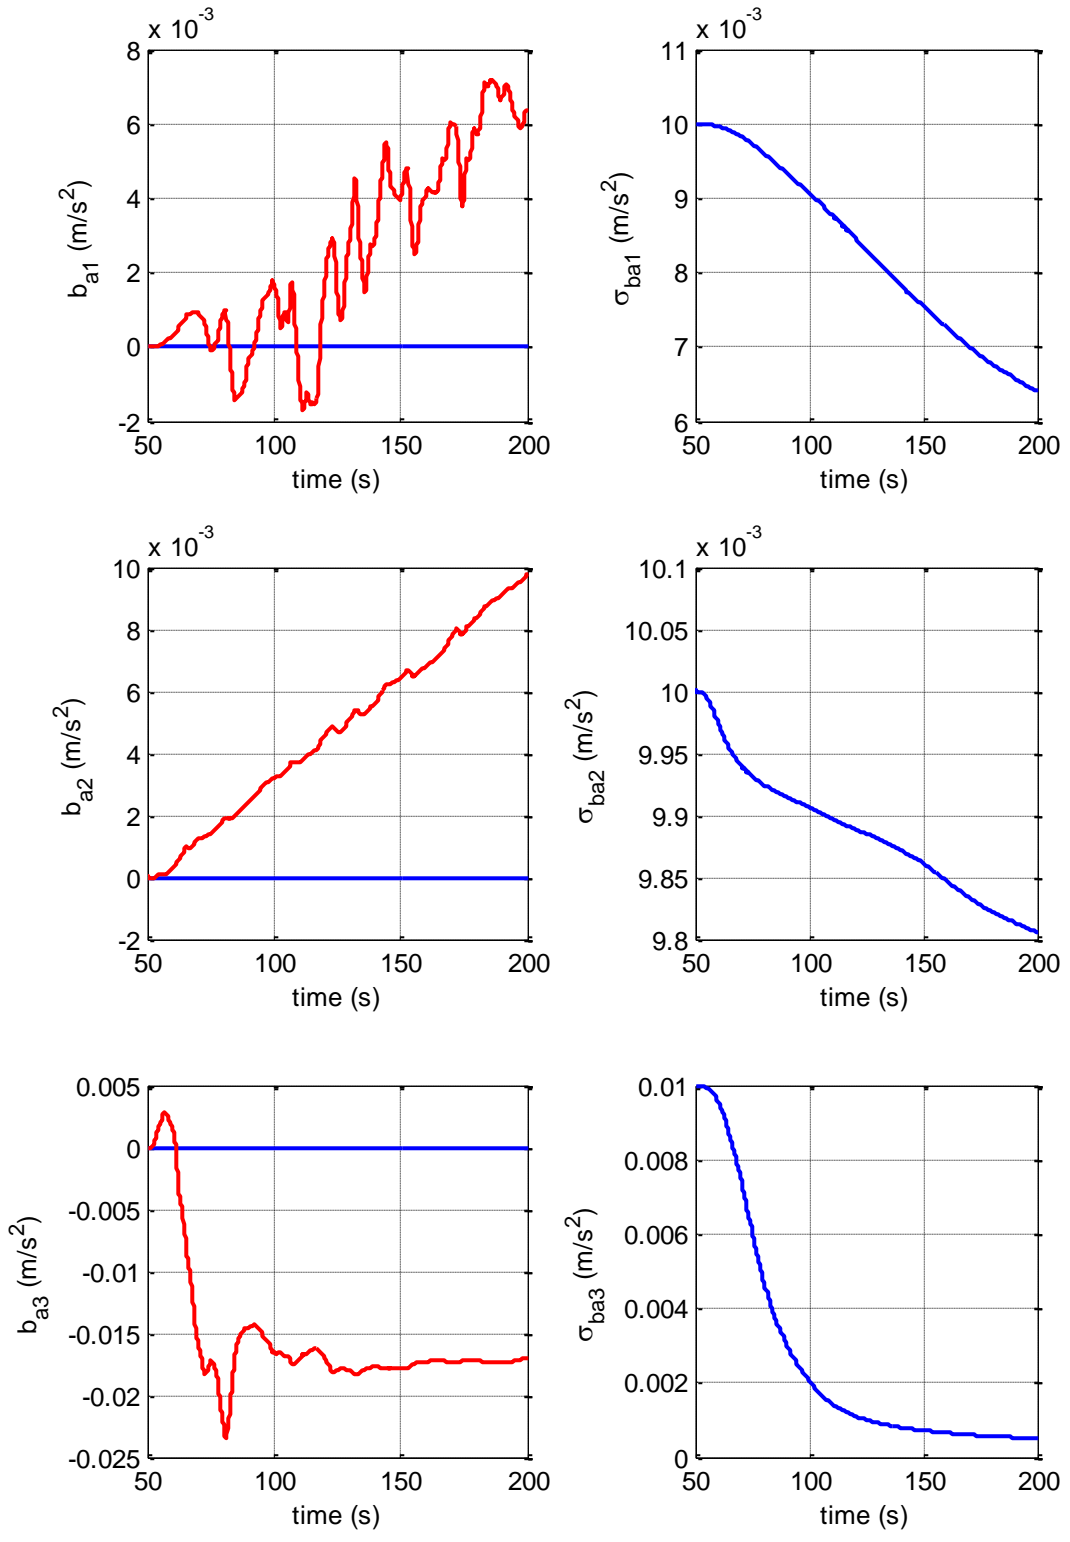 x 10^-3
8
6
4
2
0
-2
50 100 150 200
time (s)
b_a1 (m/s^2)
x 10^-3
11
10
9
8
7
6
50 100 150 200
time (s)
σ_ba1 (m/s^2)
x 10^-3
10
8
6
4
2
0
-2
50 100 150 200
time (s)
b_a2 (m/s^2)
x 10^-3
10.1
10.05
10
9.95
9.9
9.85
9.8
50 100 150 200
time (s)
σ_ba2 (m/s^2)
0.005
0
-0.005
-0.01
-0.015
-0.02
-0.025
50 100 150 200
time (s)
b_a3 (m/s^2)
0.01
0.008
0.006
0.004
0.002
0
50 100 150 200
time (s)
σ_ba3 (m/s^2)